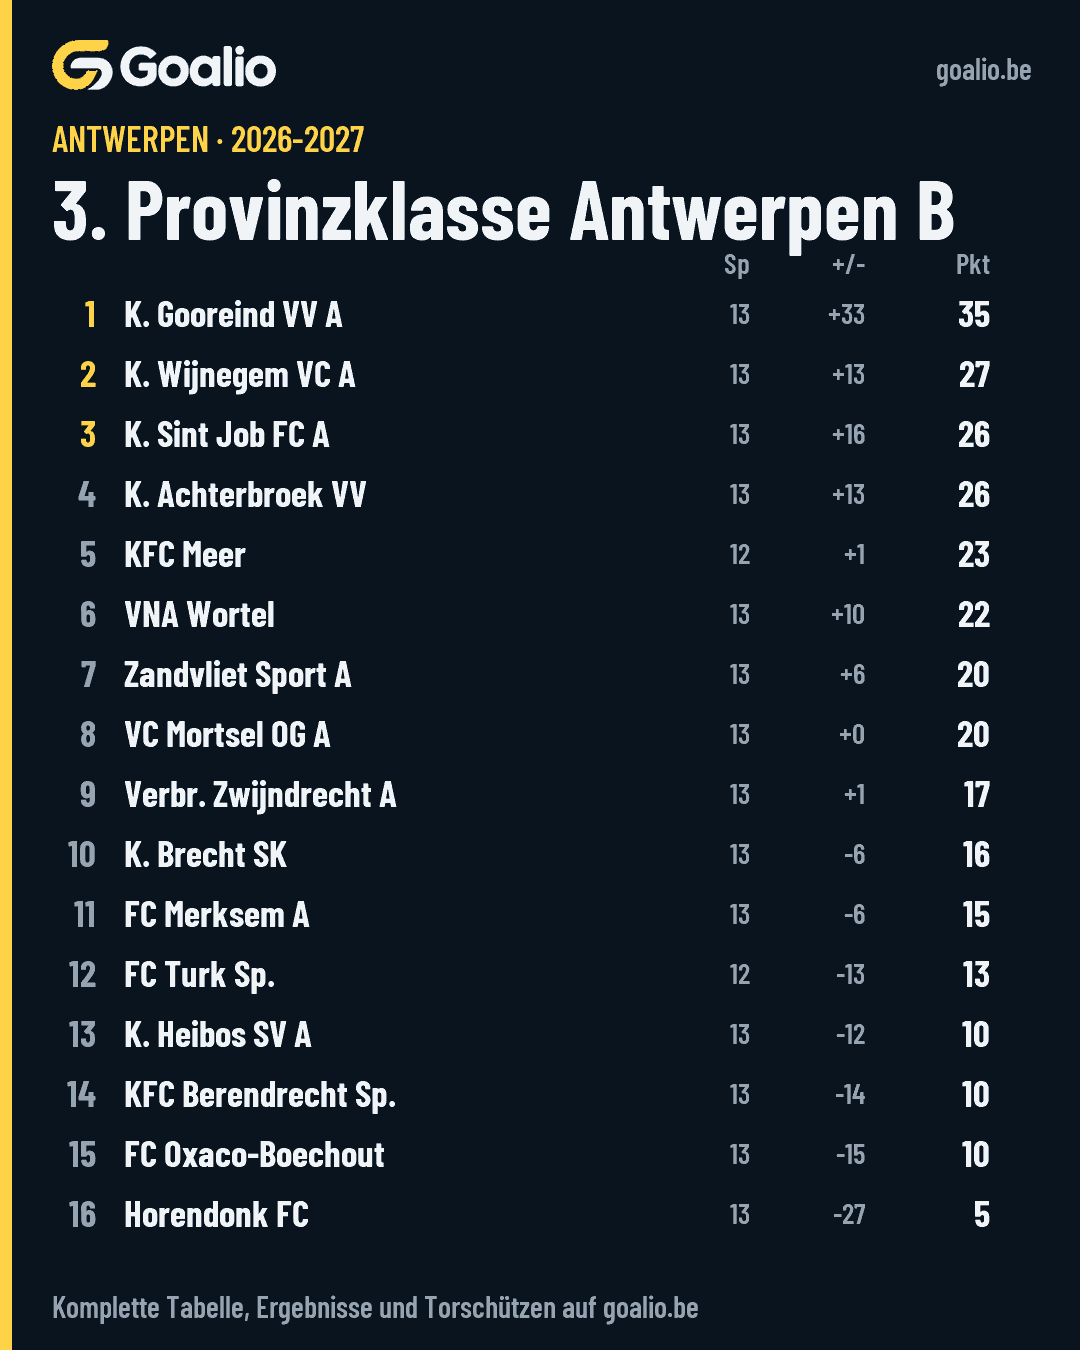 Goalio
goalio.be
ANTWERPEN · 2026-2027
3. Provinzklasse Antwerpen B
Sp +/- Pkt
1 K. Gooreind VV A 13 +33 35
2 K. Wijnegem VC A 13 +13 27
3 K. Sint Job FC A 13 +16 26
4 K. Achterbroek VV 13 +13 26
5 KFC Meer 12 +1 23
6 VNA Wortel 13 +10 22
7 Zandvliet Sport A 13 +6 20
8 VC Mortsel OG A 13 +0 20
9 Verbr. Zwijndrecht A 13 +1 17
10 K. Brecht SK 13 -6 16
11 FC Merksem A 13 -6 15
12 FC Turk Sp. 12 -13 13
13 K. Heibos SV A 13 -12 10
14 KFC Berendrecht Sp. 13 -14 10
15 FC Oxaco-Boechout 13 -15 10
16 Horendonk FC 13 -27 5
Komplette Tabelle, Ergebnisse und Torschützen auf goalio.be